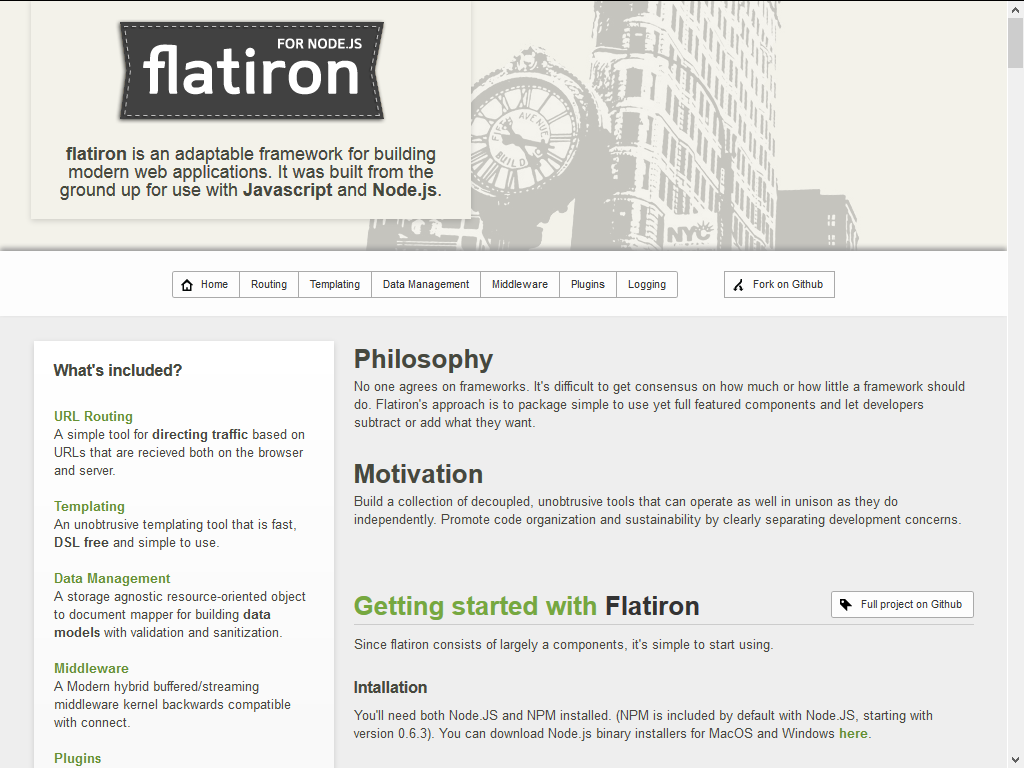 FOR NODE.JS
flatiron
flatiron is an adaptable framework for building
modern web applications. It was built from the
ground up for use with Javascript and Node.js.
FIFTH AVENUE
BUILDING
NYC
Home
Routing
Templating
Data Management
Middleware
Plugins
Logging
Fork on Github
What's included?
URL Routing
A simple tool for directing traffic based on
URLs that are recieved both on the browser
and server.
Templating
An unobtrusive templating tool that is fast,
DSL free and simple to use.
Data Management
A storage agnostic resource-oriented object
to document mapper for building data
models with validation and sanitization.
Middleware
A Modern hybrid buffered/streaming
middleware kernel backwards compatible
with connect.
Plugins
Philosophy
No one agrees on frameworks. It's difficult to get consensus on how much or how little a framework should
do. Flatiron's approach is to package simple to use yet full featured components and let developers
subtract or add what they want.
Motivation
Build a collection of decoupled, unobtrusive tools that can operate as well in unison as they do
independently. Promote code organization and sustainability by clearly separating development concerns.
Getting started with Flatiron
Full project on Github
Since flatiron consists of largely a components, it's simple to start using.
Intallation
You'll need both Node.JS and NPM installed. (NPM is included by default with Node.JS, starting with
version 0.6.3). You can download Node.js binary installers for MacOS and Windows here.